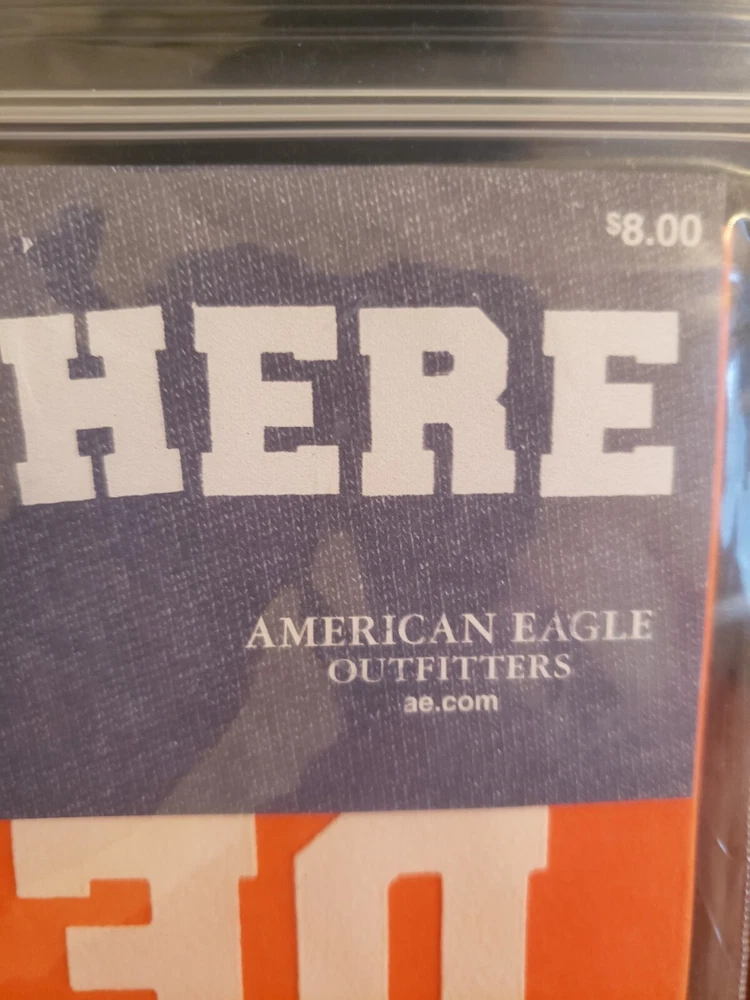 $8.00
HERE
AMERICAN EAGLE
OUTFITTERS
ae.com